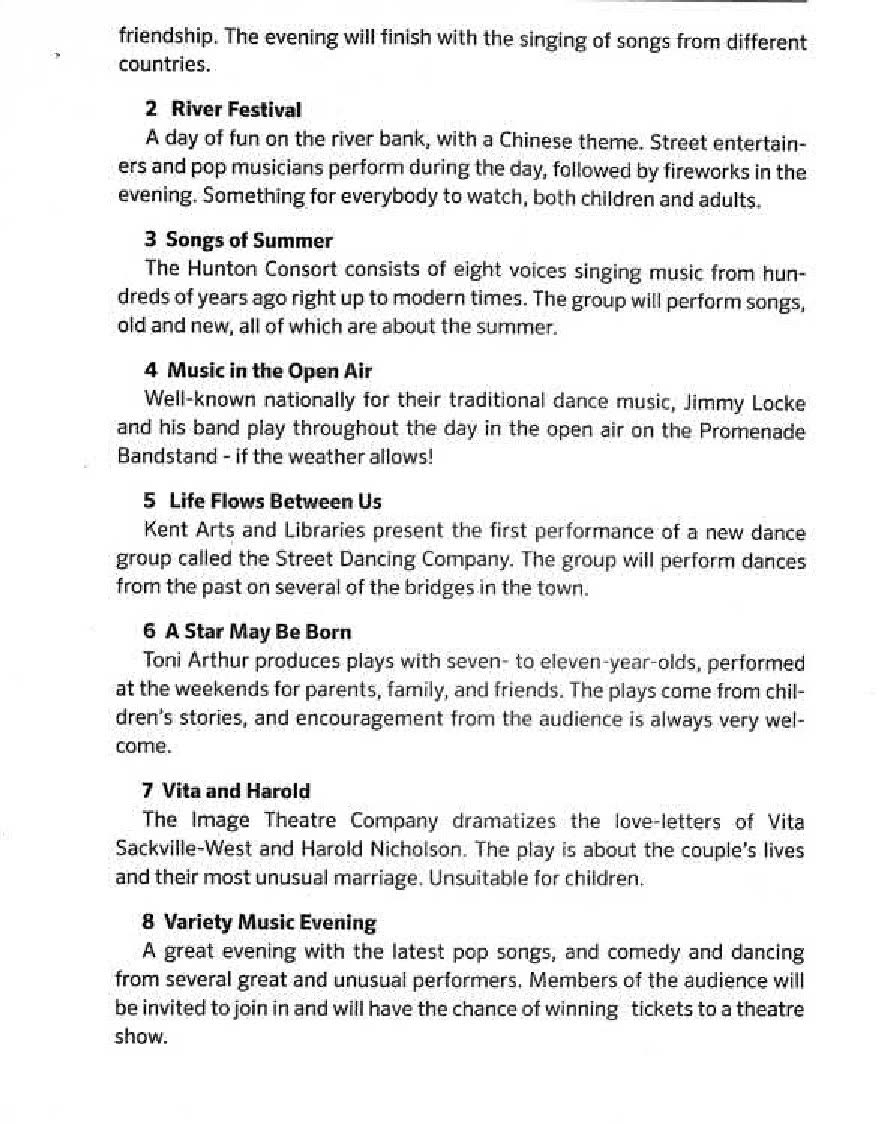 friendship. The evening will finish with the singing of songs from different
countries.
2 River Festival
A day of fun on the river bank, with a Chinese theme. Street entertain-
ers and pop musicians perform during the day, followed by fireworks in the
evening. Something for everybody to watch, both children and adults.
3 Songs of Summer
The Hunton Consort consists of eight voices singing music from hun-
dreds of years ago right up to modern times. The group will perform songs,
old and new, all of which are about the summer.
4 Music in the Open Air
Well-known nationally for their traditional dance music, Jimmy Locke
and his band play throughout the day in the open air on the Promenade
Bandstand - if the weather allows!
5 Life Flows Between Us
Kent Arts and Libraries present the first performance of a new dance
group called the Street Dancing Company. The group will perform dances
from the past on several of the bridges in the town.
6 A Star May Be Born
Toni Arthur produces plays with seven- to eleven-year-olds, performed
at the weekends for parents, family, and friends. The plays come from chil-
dren's stories, and encouragement from the audience is always very wel-
come.
7 Vita and Harold
The Image Theatre Company dramatizes the love-letters of Vita
Sackville-West and Harold Nicholson. The play is about the couple's lives
and their most unusual marriage. Unsuitable for children.
8 Variety Music Evening
A great evening with the latest pop songs, and comedy and dancing
from several great and unusual performers. Members of the audience will
be invited to join in and will have the chance of winning tickets to a theatre
show.